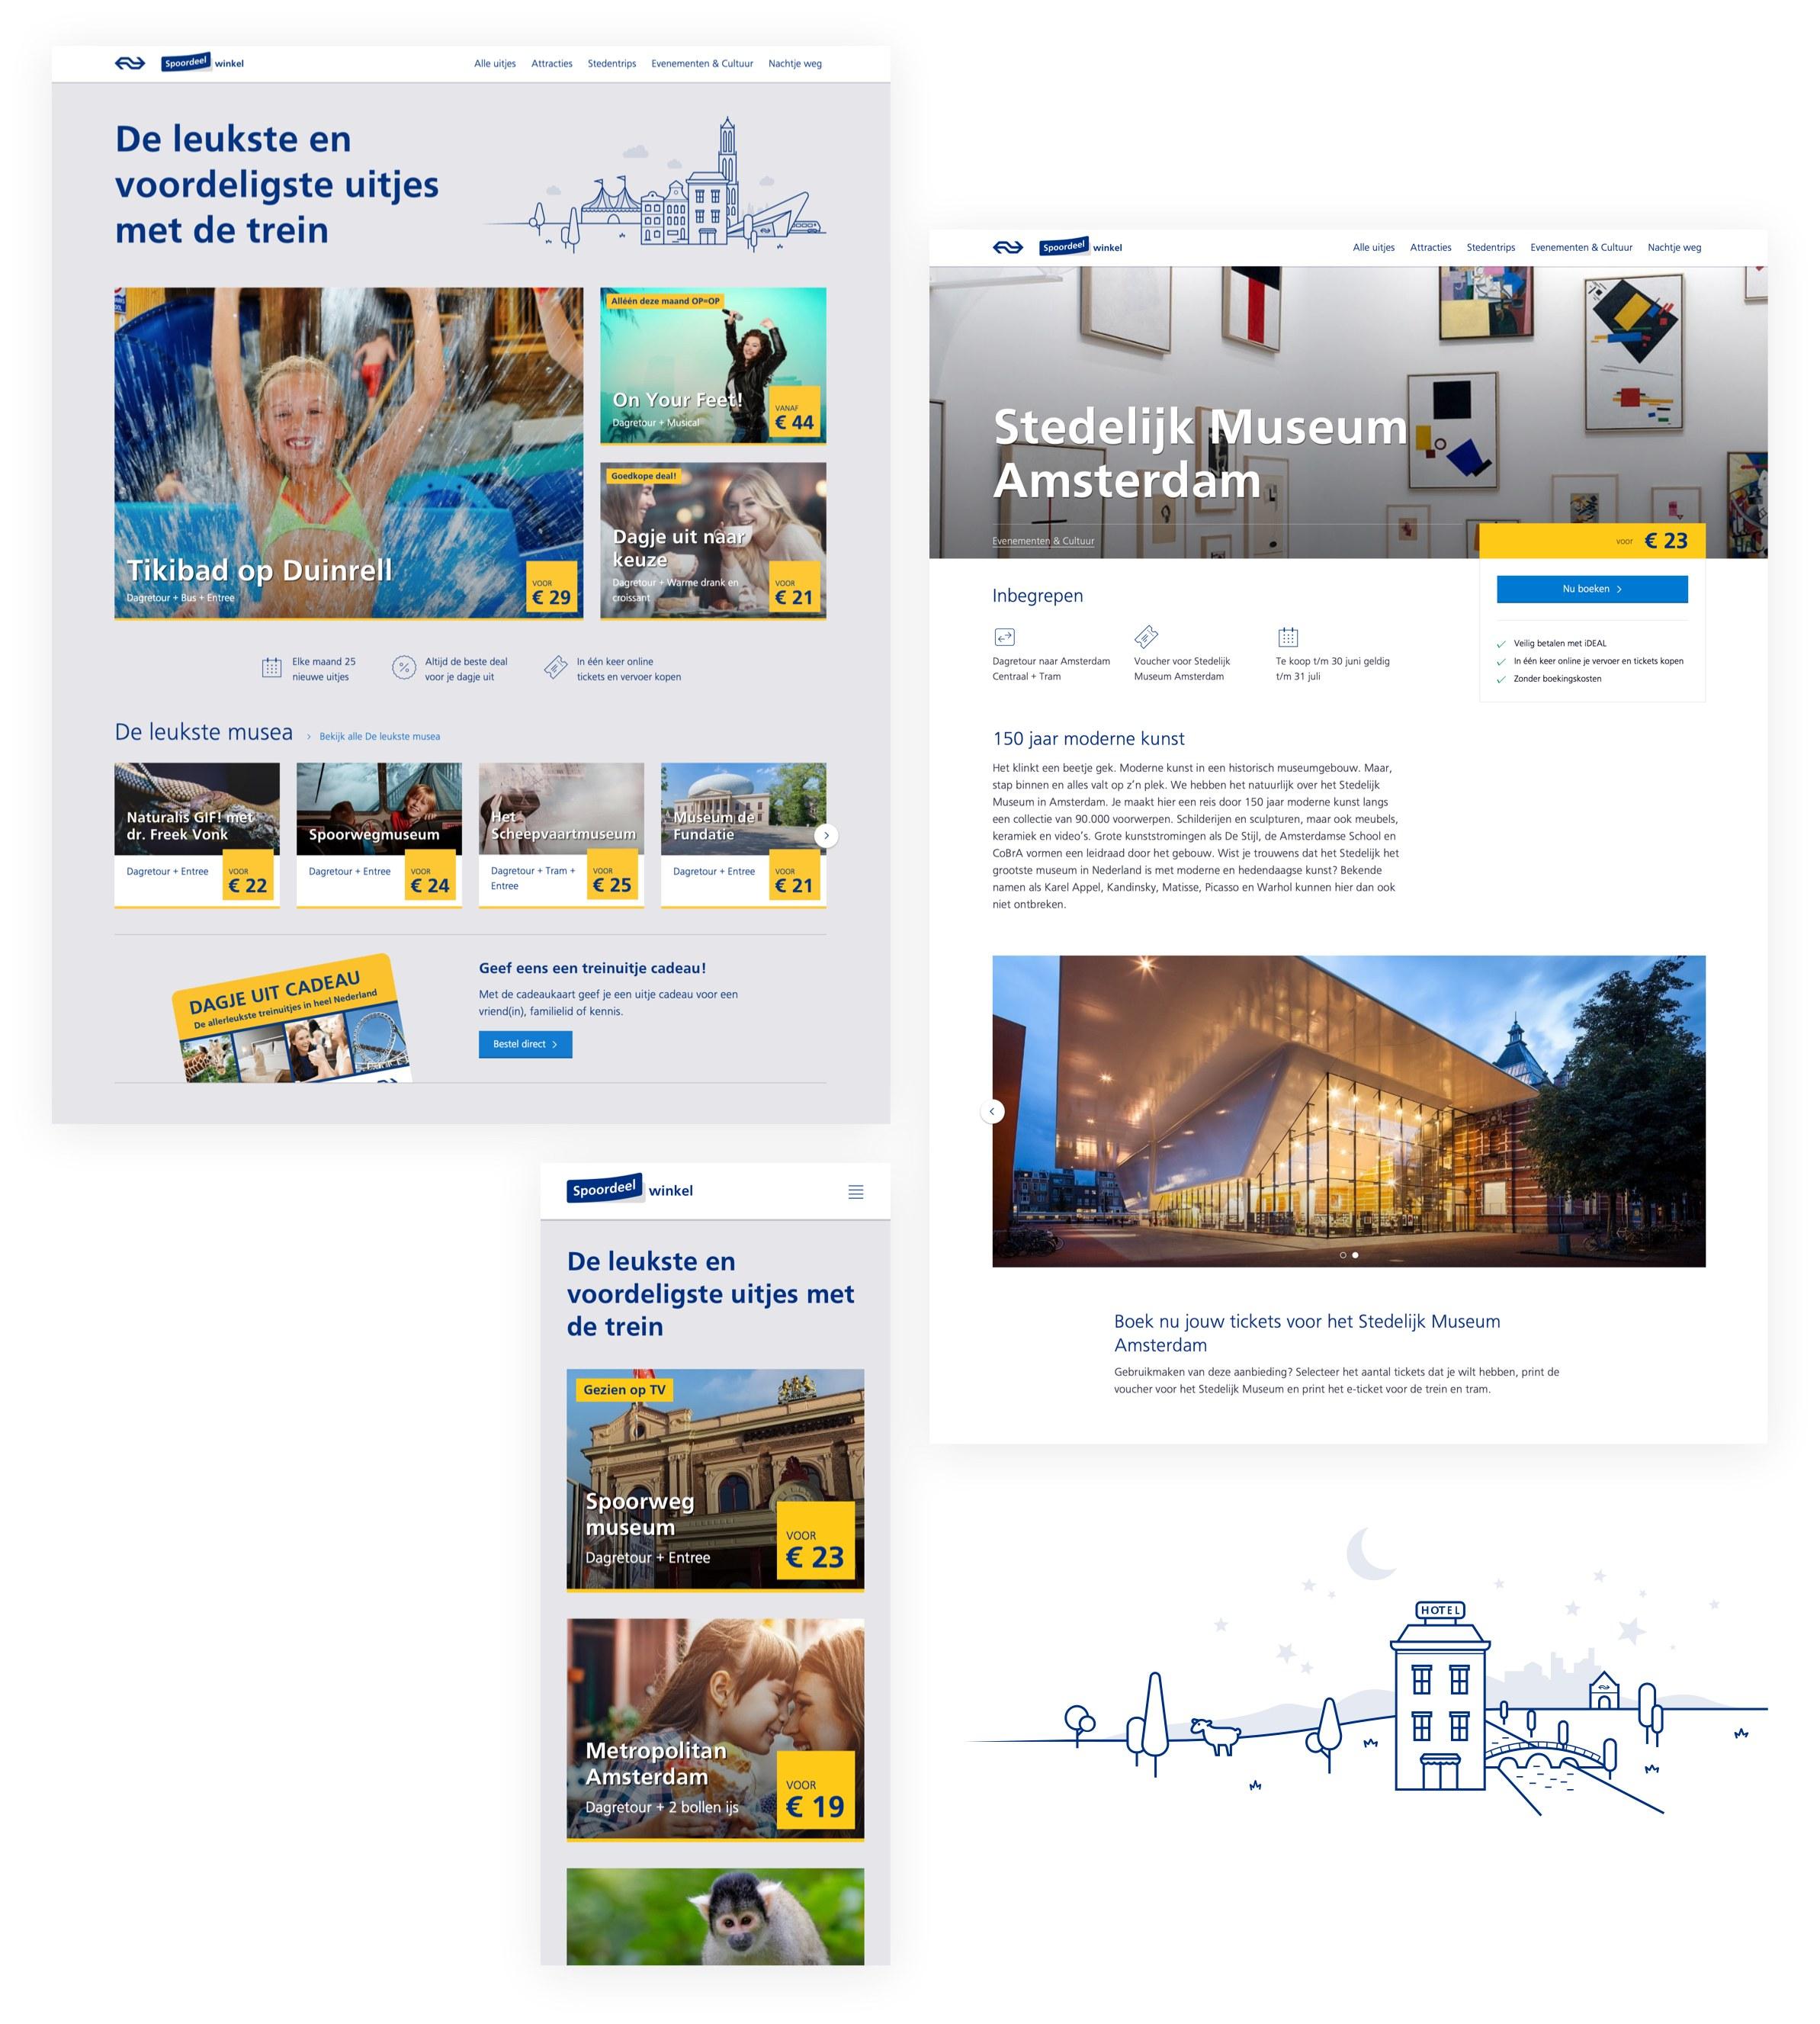 Spoordeel winkel
Alle uitjes Attracties Stedentrips Evenementen & Cultuur Nachtje weg
De leukste en
voordeligste uitjes
met de trein
Tikibad op Duinrell
Dagretour + Bus + Entree
VOOR
€ 29
Alléén deze maand OP=OP
On Your Feet!
Dagretour + Musical
VANAF
€ 44
Goedkope deal!
Dagje uit naar
keuze
Dagretour + Warme drank en
croissant
VOOR
€ 21
Elke maand 25
nieuwe uitjes
Altijd de beste deal
voor je dagje uit
In één keer online
tickets en vervoer kopen
De leukste musea
Bekijk alle De leukste musea
Naturalis GIF! met
dr. Freek Vonk
Dagretour + Entree
VOOR
€ 22
Spoorwegmuseum
Dagretour + Entree
VOOR
€ 24
Het
Scheepvaartmuseum
Dagretour + Tram +
Entree
VOOR
€ 25
Museum de
Fundatie
Dagretour + Entree
VOOR
€ 21
DAGJE UIT CADEAU
De allerleukste treinuitjes in heel Nederland
Geef eens een treinuitje cadeau!
Met de cadeaukaart geef je een uitje cadeau voor een
vriend(in), familielid of kennis.
Bestel direct
Spoordeel winkel
De leukste en
voordeligste uitjes met
de trein
Gezien op TV
Spoorweg
museum
Dagretour + Entree
VOOR
€ 23
Metropolitan
Amsterdam
Dagretour + 2 bollen ijs
VOOR
€ 19
Spoordeel winkel
Alle uitjes Attracties Stedentrips Evenementen & Cultuur Nachtje weg
Stedelijk Museum
Amsterdam
Evenementen & Cultuur
voor € 23
Nu boeken
Veilig betalen met iDEAL
In één keer online je vervoer en tickets kopen
Zonder boekingskosten
Inbegrepen
Dagretour naar Amsterdam
Centraal + Tram
Voucher voor Stedelijk
Museum Amsterdam
Te koop t/m 30 juni geldig
t/m 31 juli
150 jaar moderne kunst
Het klinkt een beetje gek. Moderne kunst in een historisch museumgebouw. Maar,
stap binnen en alles valt op z’n plek. We hebben het natuurlijk over het Stedelijk
Museum in Amsterdam. Je maakt hier een reis door 150 jaar moderne kunst langs
een collectie van 90.000 voorwerpen. Schilderijen en sculpturen, maar ook meubels,
keramiek en video’s. Grote kunststromingen als De Stijl, de Amsterdamse School en
CoBrA vormen een leidraad door het gebouw. Wist je trouwens dat het Stedelijk het
grootste museum in Nederland is met moderne en hedendaagse kunst? Bekende
namen als Karel Appel, Kandinsky, Matisse, Picasso en Warhol kunnen hier dan ook
niet ontbreken.
Boek nu jouw tickets voor het Stedelijk Museum
Amsterdam
Gebruikmaken van deze aanbieding? Selecteer het aantal tickets dat je wilt hebben, print de
voucher voor het Stedelijk Museum en print het e-ticket voor de trein en tram.
HOTEL